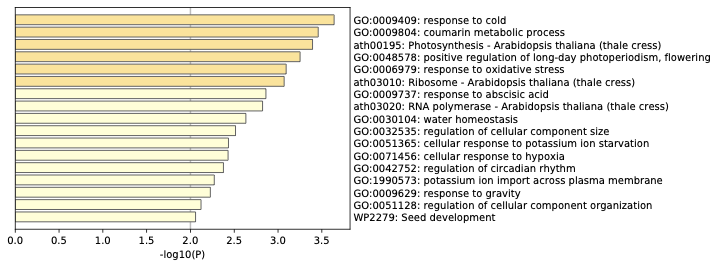 GO:0009409: response to cold
GO:0009804: coumarin metabolic process
ath00195: Photosynthesis - Arabidopsis thaliana (thale cress)
GO:0048578: positive regulation of long-day photoperiodism, flowering
GO:0006979: response to oxidative stress
ath03010: Ribosome - Arabidopsis thaliana (thale cress)
GO:0009737: response to abscisic acid
ath03020: RNA polymerase - Arabidopsis thaliana (thale cress)
GO:0030104: water homeostasis
GO:0032535: regulation of cellular component size
GO:0051365: cellular response to potassium ion starvation
GO:0071456: cellular response to hypoxia
GO:0042752: regulation of circadian rhythm
GO:1990573: potassium ion import across plasma membrane
GO:0009629: response to gravity
GO:0051128: regulation of cellular component organization
WP2279: Seed development
0.0 0.5 1.0 1.5 2.0 2.5 3.0 3.5
-log10(P)